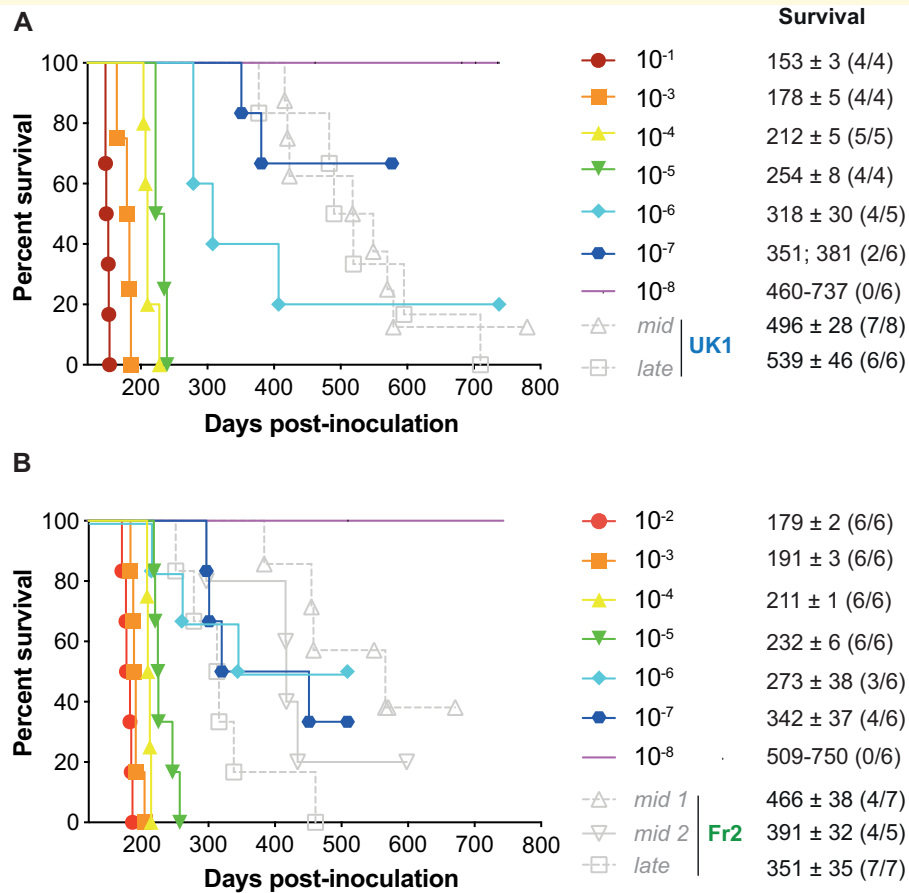 A
Survival
Percent survival
100
80
60
40
20
0
200 300 400 500 600 700 800
Days post-inoculation
10⁻¹ 153 ± 3 (4/4)
10⁻³ 178 ± 5 (4/4)
10⁻⁴ 212 ± 5 (5/5)
10⁻⁵ 254 ± 8 (4/4)
10⁻⁶ 318 ± 30 (4/5)
10⁻⁷ 351; 381 (2/6)
10⁻⁸ 460-737 (0/6)
mid 496 ± 28 (7/8)
UK1
late 539 ± 46 (6/6)
B
Percent survival
100
80
60
40
20
0
200 300 400 500 600 700 800
Days post-inoculation
10⁻² 179 ± 2 (6/6)
10⁻³ 191 ± 3 (6/6)
10⁻⁴ 211 ± 1 (6/6)
10⁻⁵ 232 ± 6 (6/6)
10⁻⁶ 273 ± 38 (3/6)
10⁻⁷ 342 ± 37 (4/6)
10⁻⁸ 509-750 (0/6)
mid 1 466 ± 38 (4/7)
mid 2 Fr2 391 ± 32 (4/5)
late 351 ± 35 (7/7)